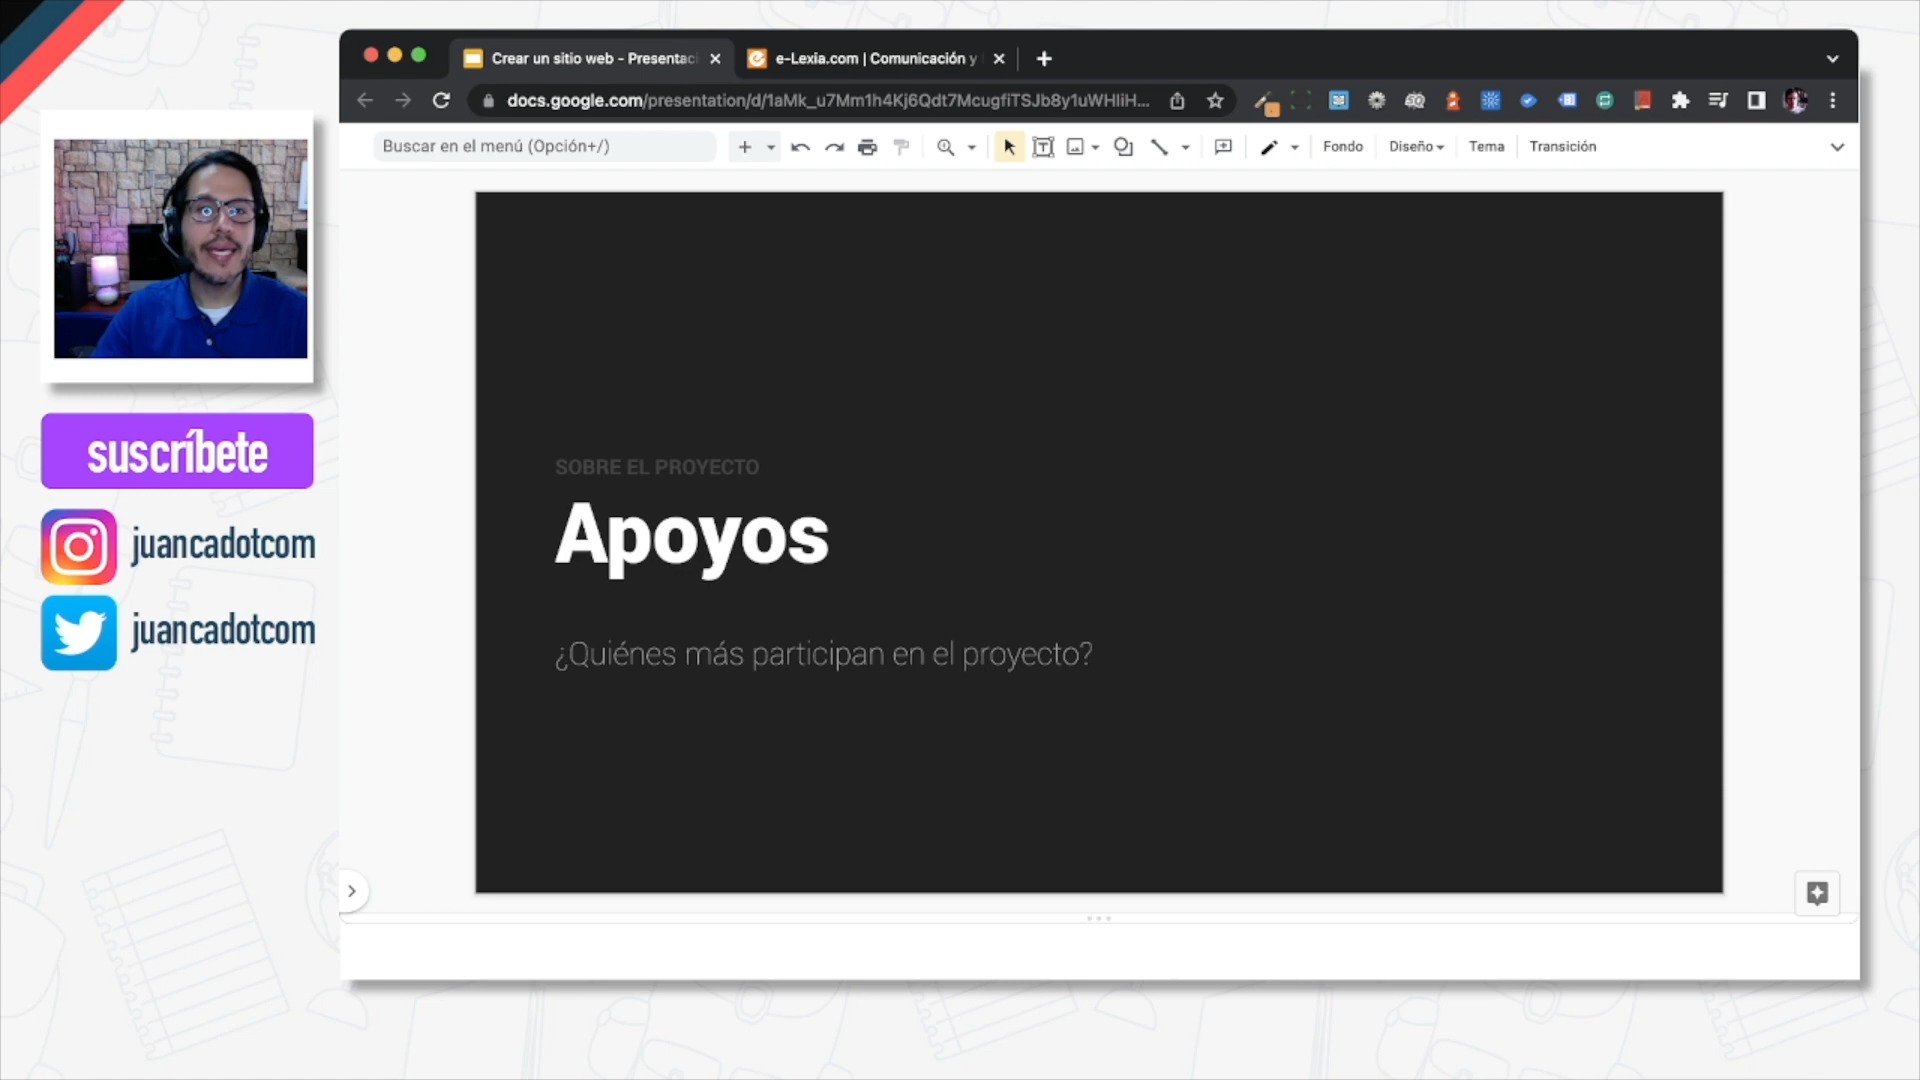 Crear un sitio web - Presentaci
e-Lexia.com | Comunicación y
docs.google.com/presentation/d/1aMk_u7Mm1h4Kj6Qdt7McugfiTSJb8y1uWHIiH...
Buscar en el menú (Opción+/)
Fondo
Diseño
Tema
Transición
suscríbete
juancadotcom
juancadotcom
SOBRE EL PROYECTO
Apoyos
¿Quiénes más participan en el proyecto?